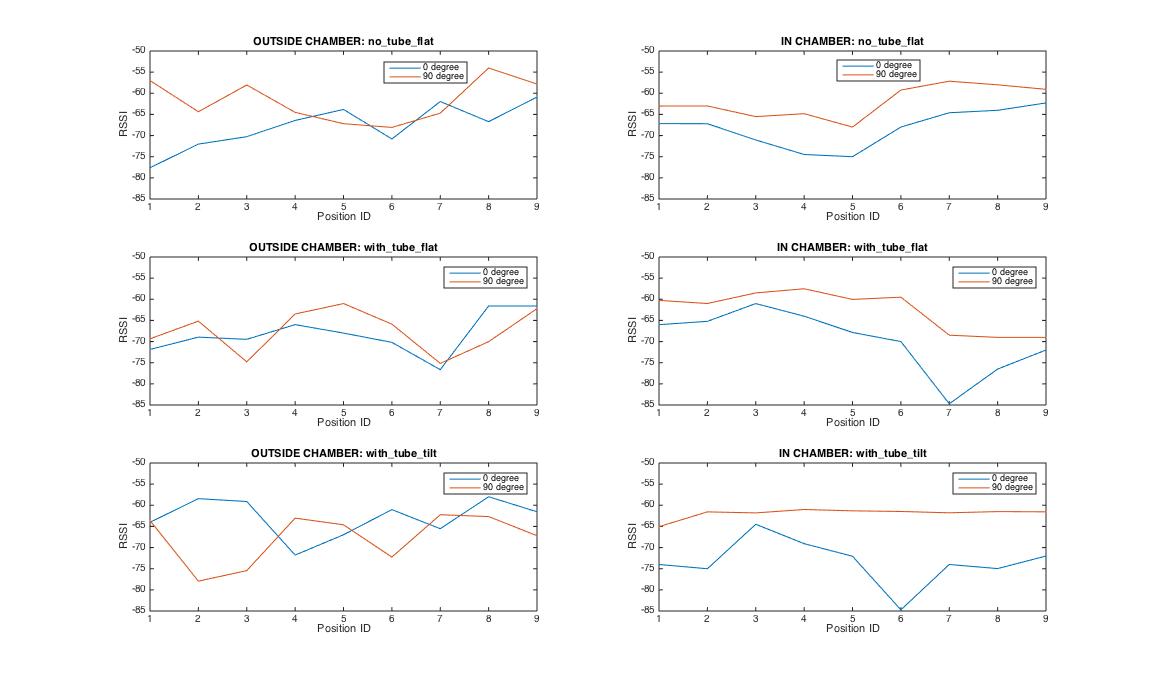 OUTSIDE CHAMBER: no_tube_flat
-50
-55
-60
-65
-70
-75
-80
-85
RSSI
0 degree
90 degree
1 2 3 4 5 6 7 8 9
Position ID
IN CHAMBER: no_tube_flat
-50
-55
-60
-65
-70
-75
-80
-85
RSSI
0 degree
90 degree
1 2 3 4 5 6 7 8 9
Position ID
OUTSIDE CHAMBER: with_tube_flat
-50
-55
-60
-65
-70
-75
-80
-85
RSSI
0 degree
90 degree
1 2 3 4 5 6 7 8 9
Position ID
IN CHAMBER: with_tube_flat
-50
-55
-60
-65
-70
-75
-80
-85
RSSI
0 degree
90 degree
1 2 3 4 5 6 7 8 9
Position ID
OUTSIDE CHAMBER: with_tube_tilt
-50
-55
-60
-65
-70
-75
-80
-85
RSSI
0 degree
90 degree
1 2 3 4 5 6 7 8 9
Position ID
IN CHAMBER: with_tube_tilt
-50
-55
-60
-65
-70
-75
-80
-85
RSSI
0 degree
90 degree
1 2 3 4 5 6 7 8 9
Position ID